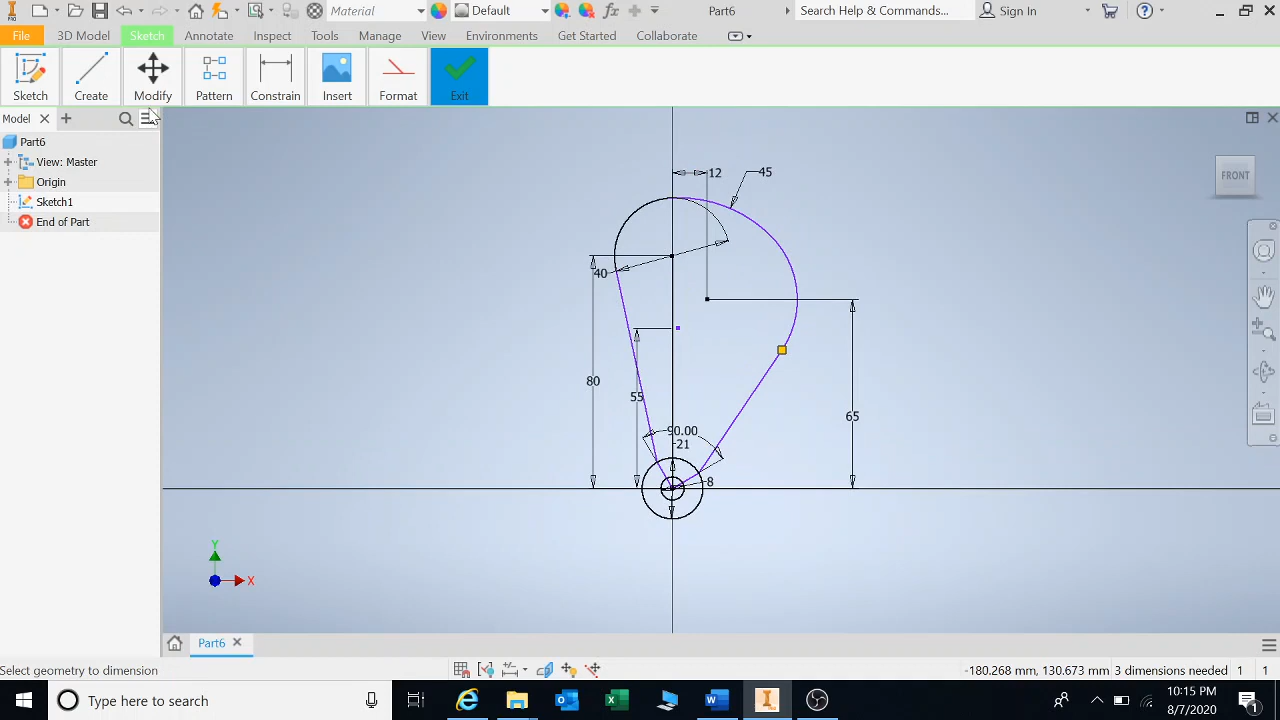 PRO
Material
Default
fx
Part6
Search Help & Commands...
Sign In
File
3D Model
Sketch
Annotate
Inspect
Tools
Manage
View
Environments
Get Started
Collaborate
Sketch
Create
Modify
Pattern
Constrain
Insert
Format
Exit
Model
Part6
View: Master
Origin
Sketch1
End of Part
FRONT
12
45
40
80
55
65
90.00
21
8
Y
X
Part6
Select geometry to dimension
-180.268 mm, 130.673 mm
3 dimensions needed
1
1
Type here to search
10:15 PM
8/7/2020
1